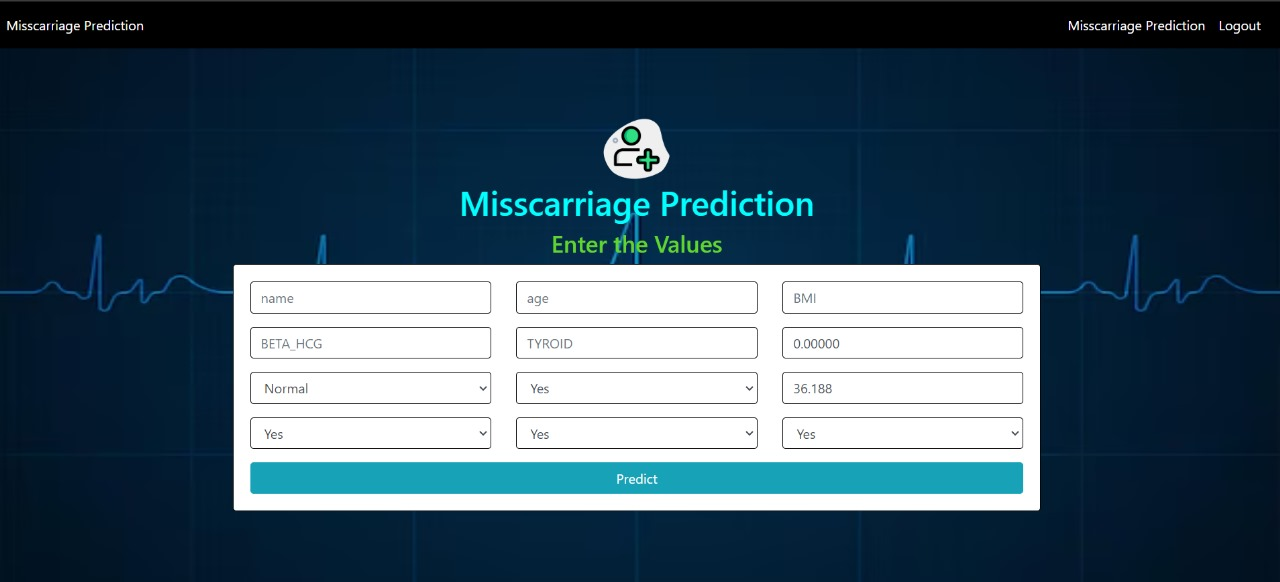 Misscarriage Prediction Misscarriage Prediction Logout
Misscarriage Prediction
Enter the Values
name age BMI
BETA_HCG TYROID 0.00000
Normal Yes 36.188
Yes Yes Yes
Predict